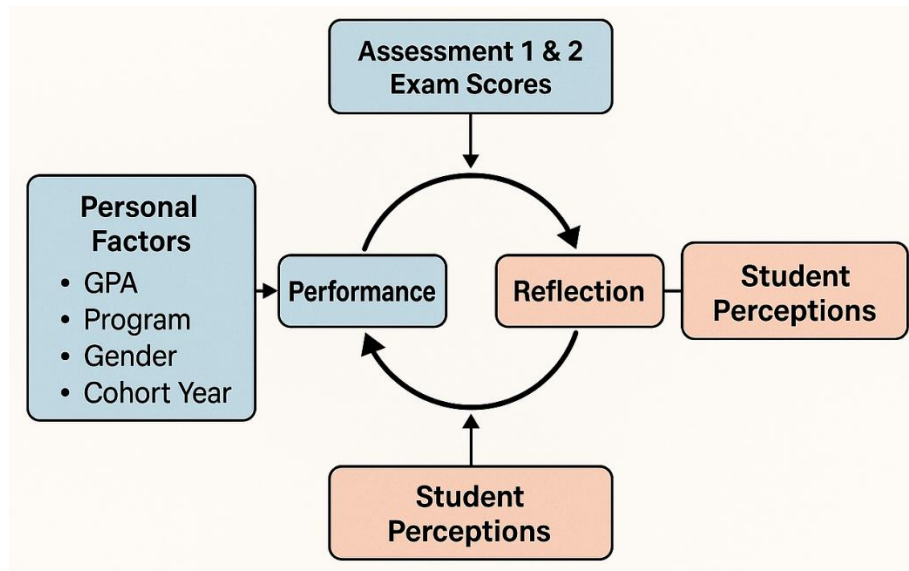 Assessment 1 & 2
Exam Scores
Personal
Factors
• GPA
• Program
• Gender
• Cohort Year
Performance
Reflection
Student
Perceptions
Student
Perceptions